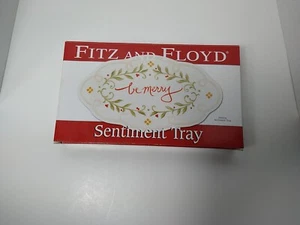 FITZ AND FLOYD®
be merry
Sentiment Tray